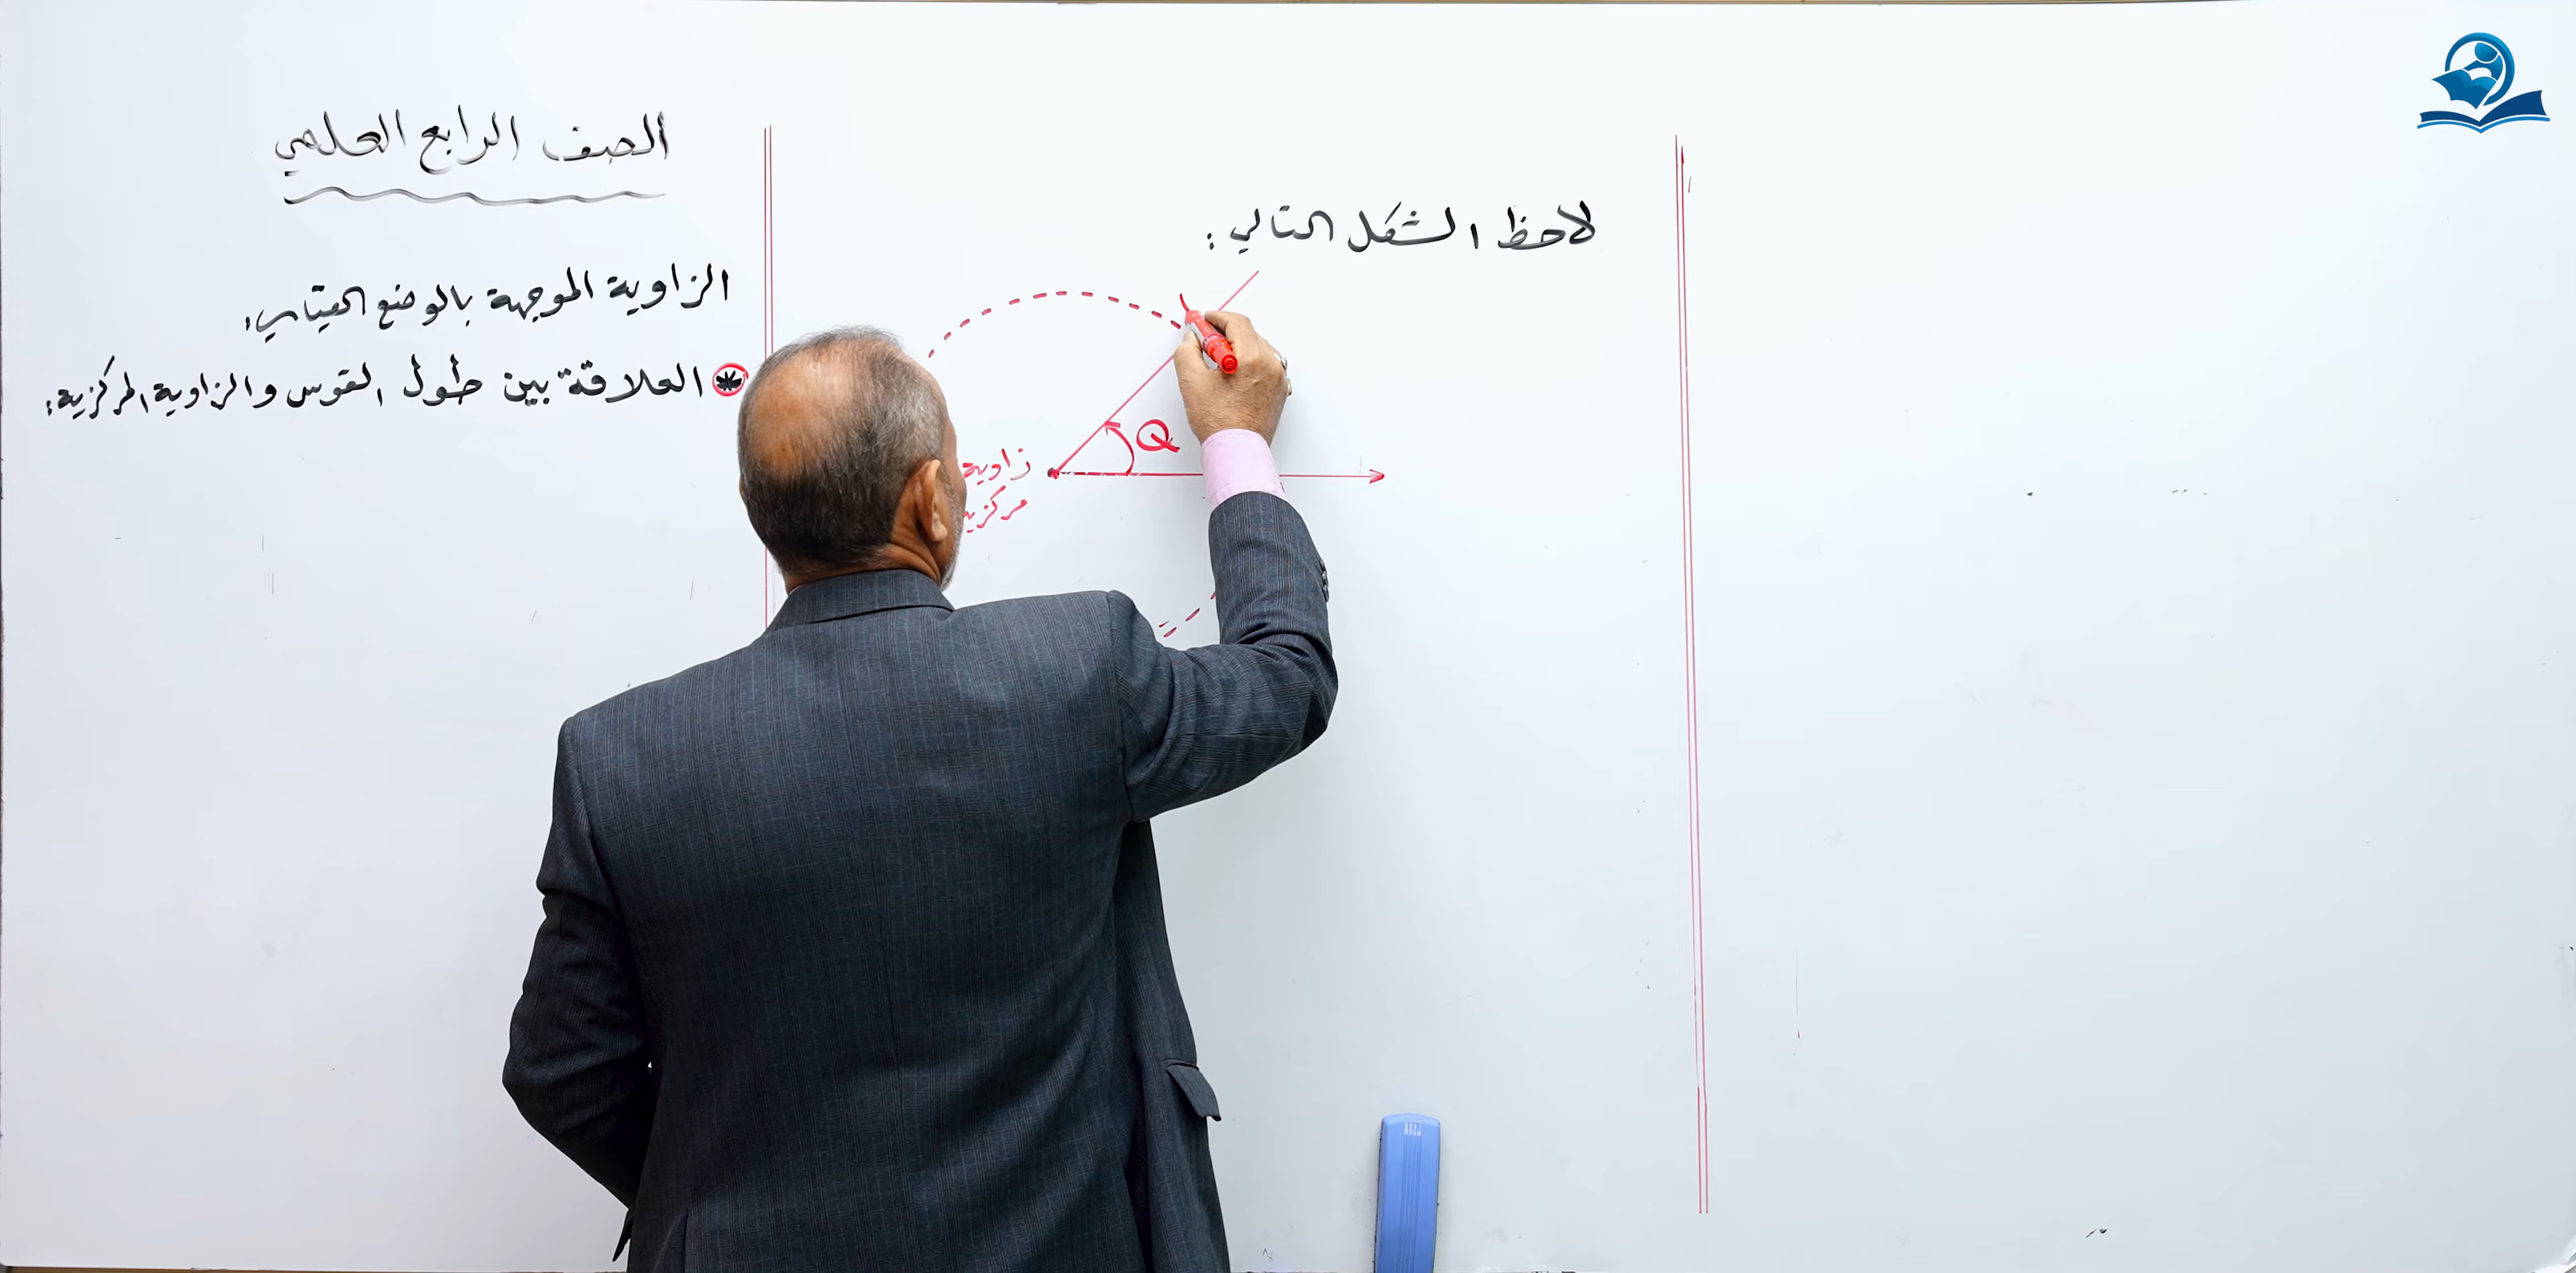 الصف الرابع العلمي
الزاوية الموجهة بالوضع القياسي:
العلاقة بين طول القوس والزاوية المركزية:
لاحظ الشكل التالي:
Q
زاوية
مركزية